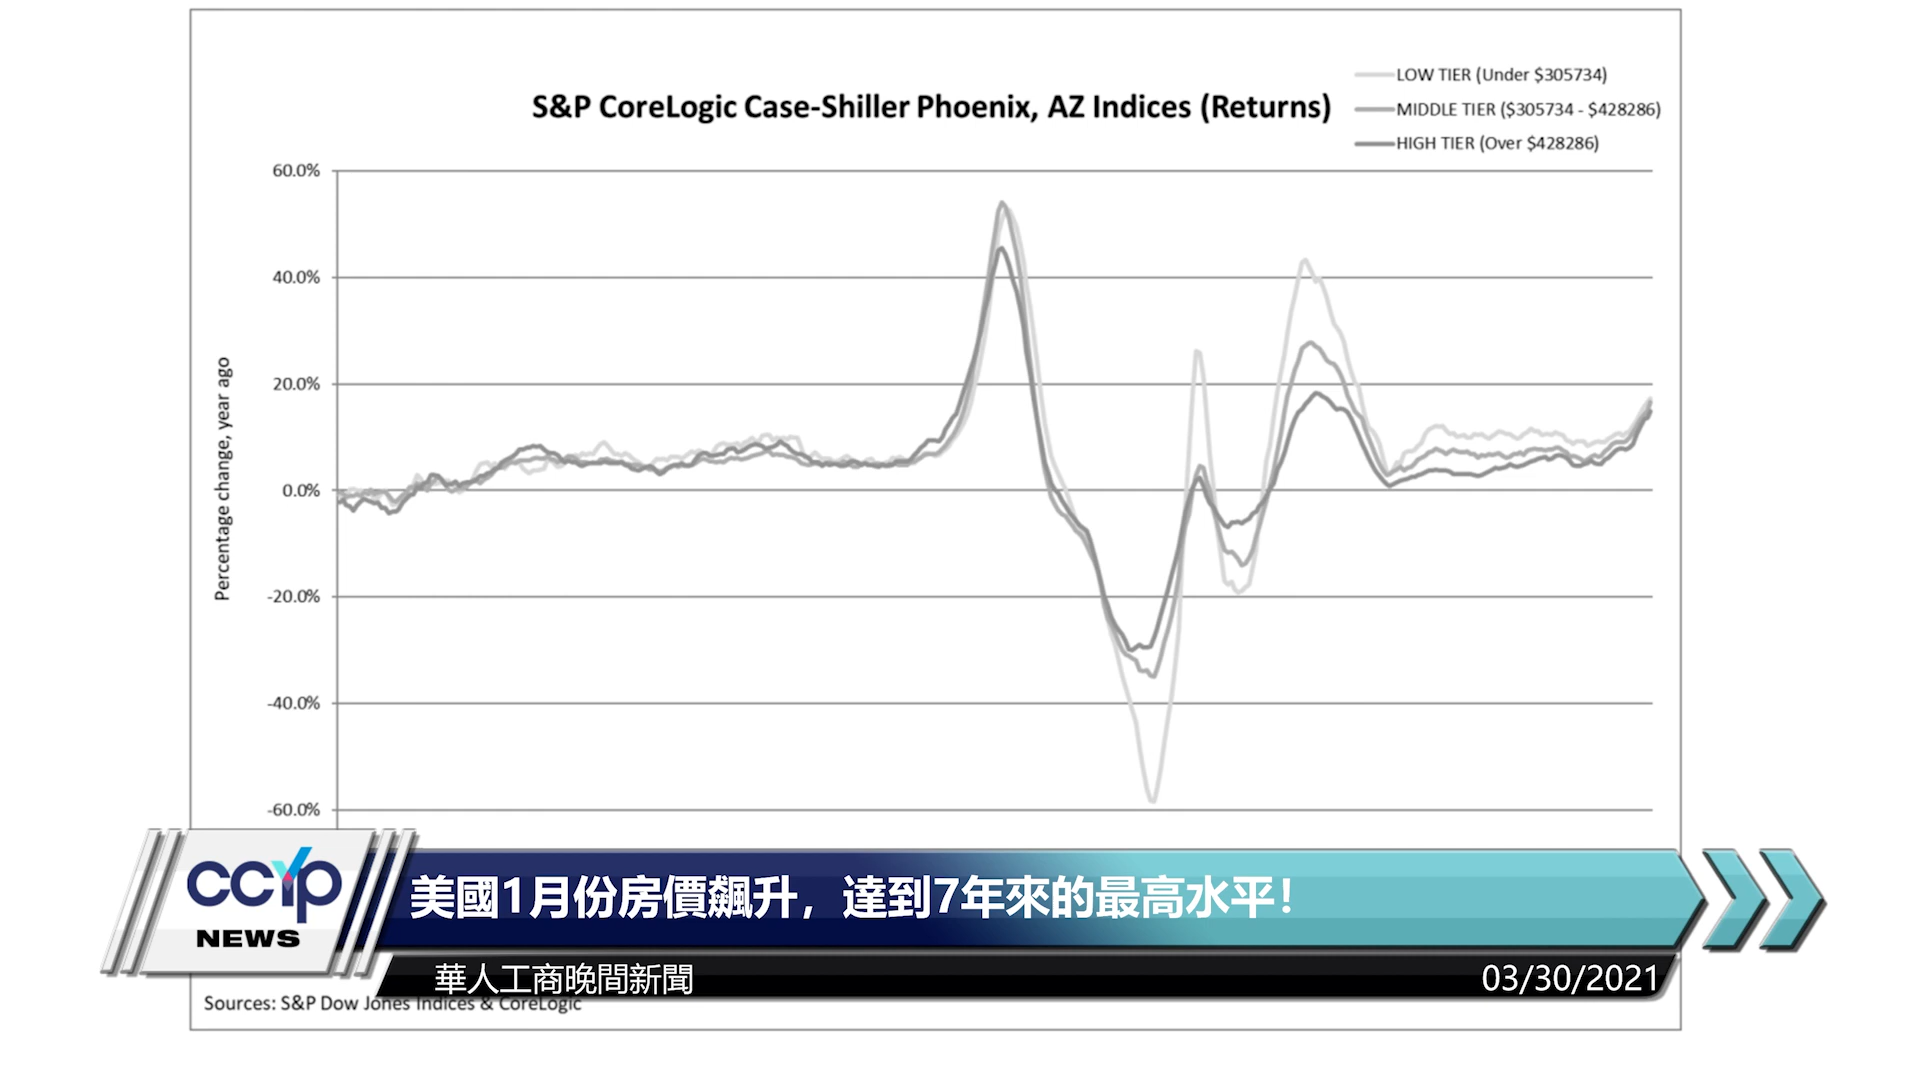 S&P CoreLogic Case-Shiller Phoenix, AZ Indices (Returns)
LOW TIER (Under $305734)
MIDDLE TIER ($305734 - $428286)
HIGH TIER (Over $428286)
Percentage change, year ago
60.0%
40.0%
20.0%
0.0%
-20.0%
-40.0%
-60.0%
CCYP
NEWS
美國1月份房價飆升，達到7年來的最高水平！
華人工商晚間新聞
03/30/2021
Sources: S&P Dow Jones Indices & CoreLogic